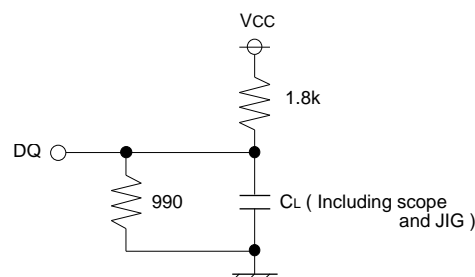 VCC
1.8k
DQ
990
CL ( Including scope
and JIG )